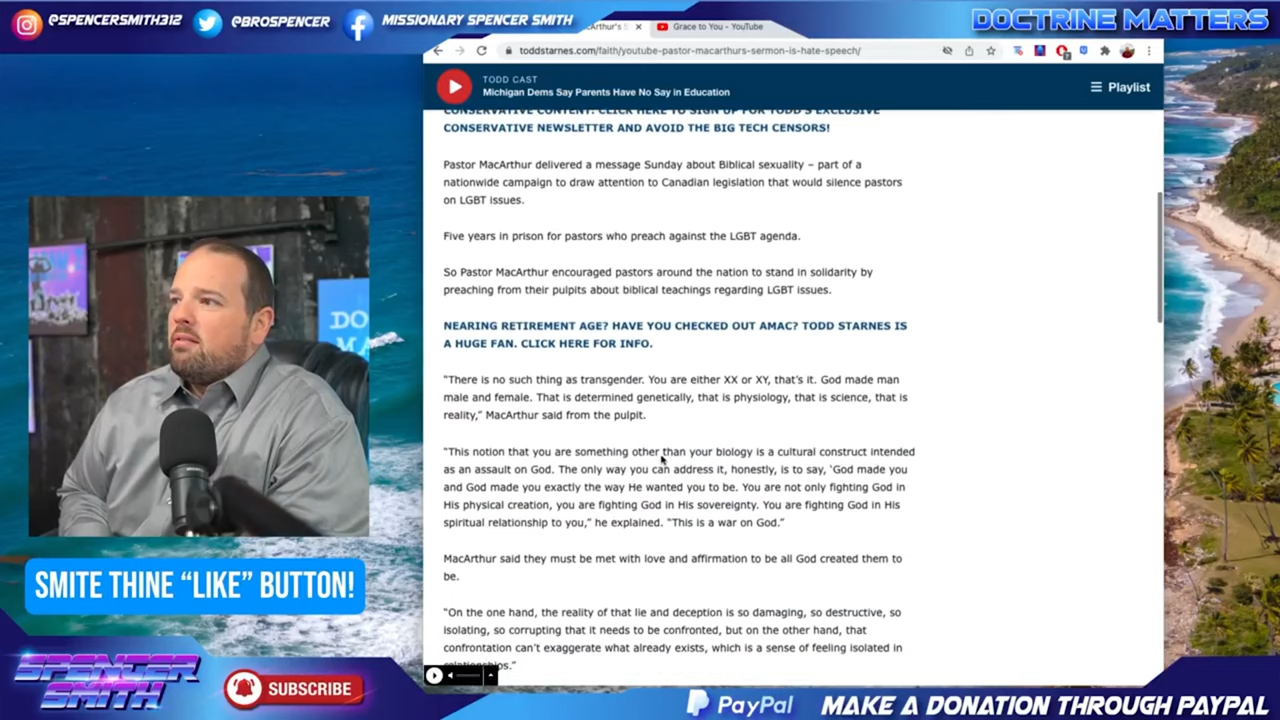 @SPENCERSMITH312
@BROSPENCER
MISSIONARY SPENCER SMITH
DOCTRINE MATTERS
Arthur's S
Grace to You - YouTube
toddstarnes.com/faith/youtube-pastor-macarthurs-sermon-is-hate-speech/
TODD CAST
Michigan Dems Say Parents Have No Say in Education
Playlist
CONSERVATIVE CONTENT. CLICK HERE TO SIGN UP FOR TODD'S EXCLUSIVE
CONSERVATIVE NEWSLETTER AND AVOID THE BIG TECH CENSORS!
Pastor MacArthur delivered a message Sunday about Biblical sexuality – part of a
nationwide campaign to draw attention to Canadian legislation that would silence pastors
on LGBT issues.
Five years in prison for pastors who preach against the LGBT agenda.
So Pastor MacArthur encouraged pastors around the nation to stand in solidarity by
preaching from their pulpits about biblical teachings regarding LGBT issues.
NEARING RETIREMENT AGE? HAVE YOU CHECKED OUT AMAC? TODD STARNES IS
A HUGE FAN. CLICK HERE FOR INFO.
“There is no such thing as transgender. You are either XX or XY, that’s it. God made man
male and female. That is determined genetically, that is physiology, that is science, that is
reality,” MacArthur said from the pulpit.
“This notion that you are something other than your biology is a cultural construct intended
as an assault on God. The only way you can address it, honestly, is to say, ‘God made you
and God made you exactly the way He wanted you to be. You are not only fighting God in
His physical creation, you are fighting God in His sovereignty. You are fighting God in His
spiritual relationship to you,” he explained. “This is a war on God.”
MacArthur said they must be met with love and affirmation to be all God created them to
be.
“On the one hand, the reality of that lie and deception is so damaging, so destructive, so
isolating, so corrupting that it needs to be confronted, but on the other hand, that
confrontation can’t exaggerate what already exists, which is a sense of feeling isolated in
relationships.”
DO
MA
SMITE THINE “LIKE” BUTTON!
SPENCER
SMITH
SUBSCRIBE
PayPal
MAKE A DONATION THROUGH PAYPAL